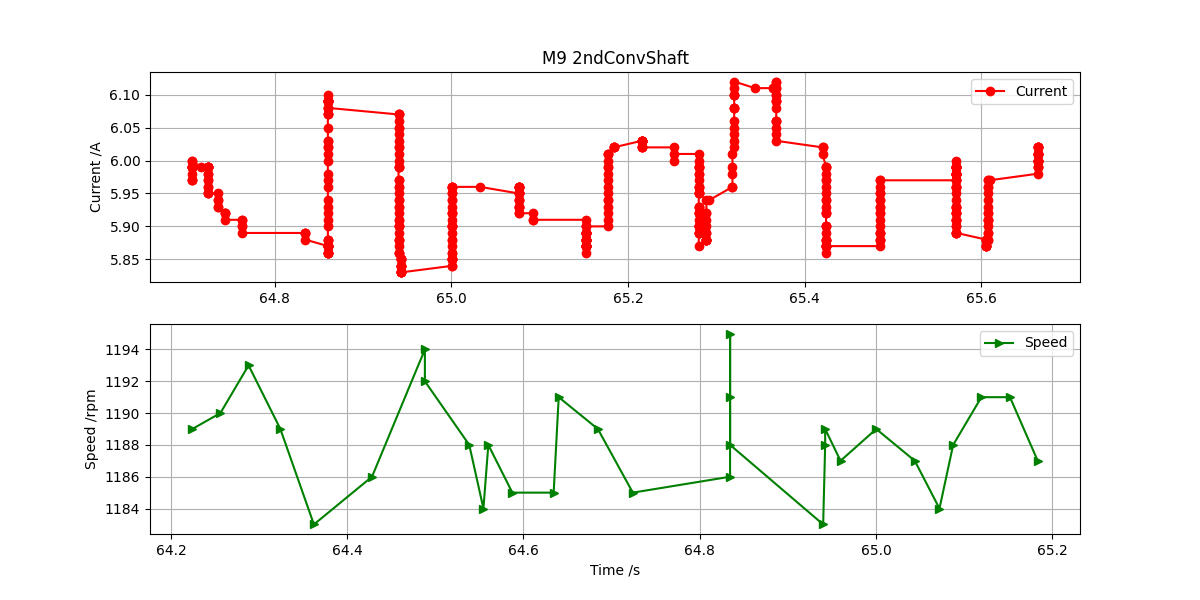 M9 2ndConvShaft
Current /A
6.10
6.05
6.00
5.95
5.90
5.85
Current
64.8 65.0 65.2 65.4 65.6
Speed /rpm
1194
1192
1190
1188
1186
1184
Speed
64.2 64.4 64.6 64.8 65.0 65.2
Time /s